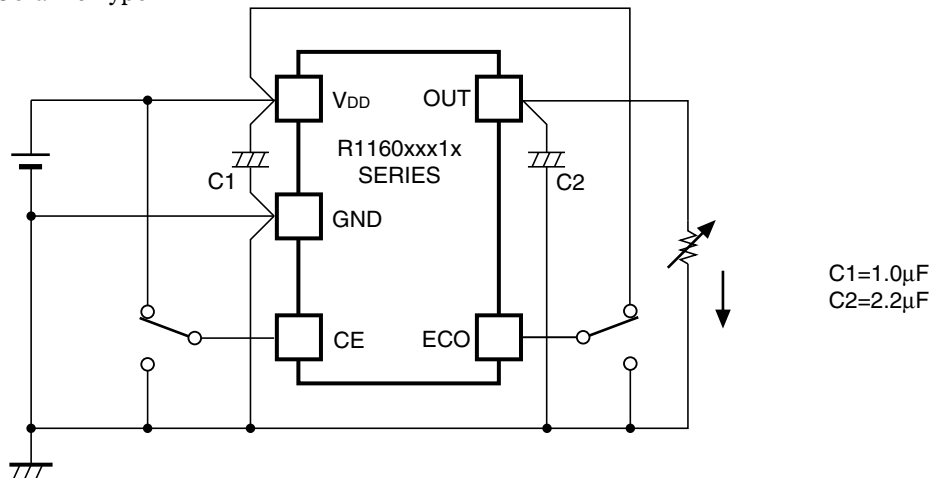 VDD
OUT
R1160xxx1x
SERIES
C1
C2
GND
C1=1.0μF
C2=2.2μF
CE
ECO